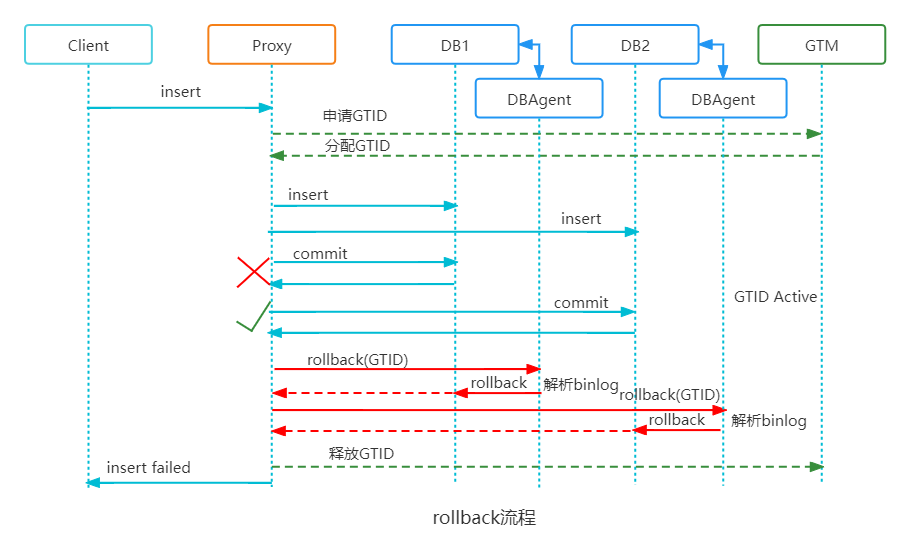 Client
Proxy
DB1
DB2
GTM
DBAgent
DBAgent
insert
申请GTID
分配GTID
insert
insert
commit
GTID Active
commit
rollback(GTID)
rollback
解析binlog
rollback(GTID)
rollback
解析binlog
释放GTID
insert failed
rollback流程